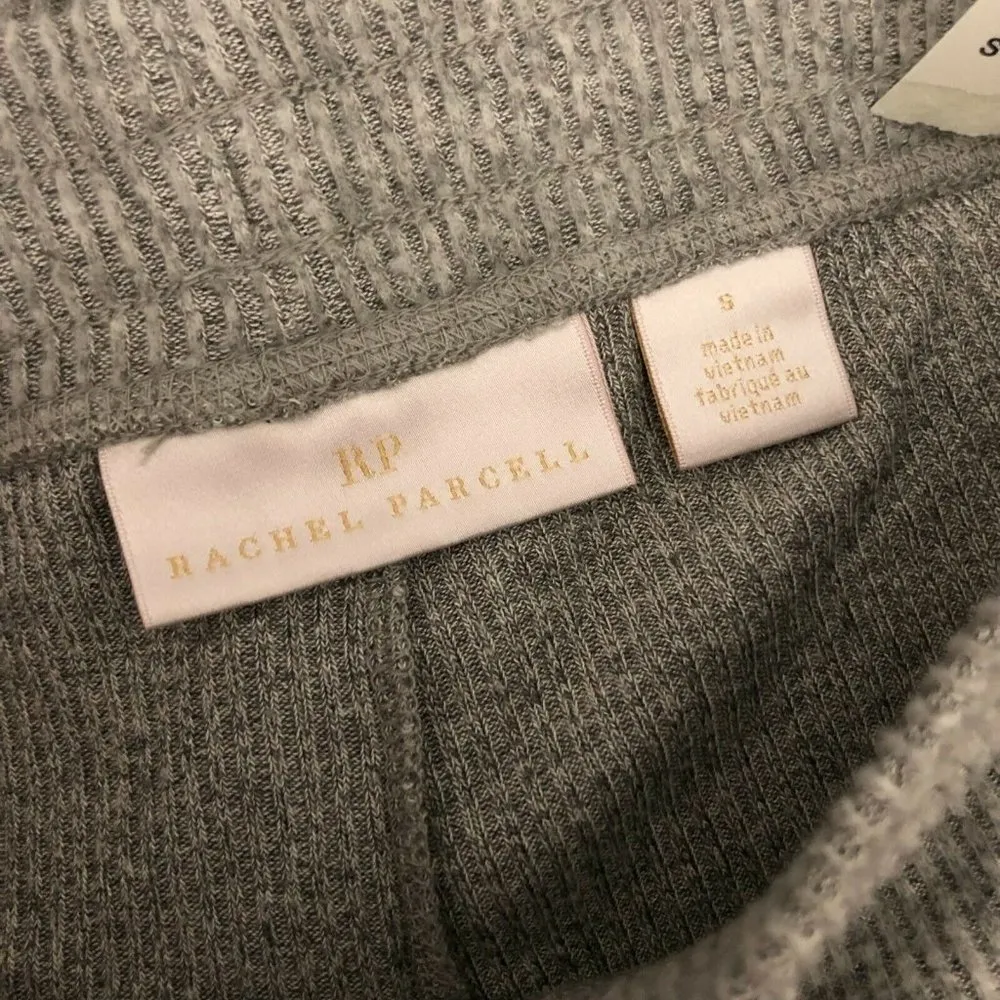 RP
RACHEL PARCELL
S
made in
vietnam
fabriqué au
vietnam
s